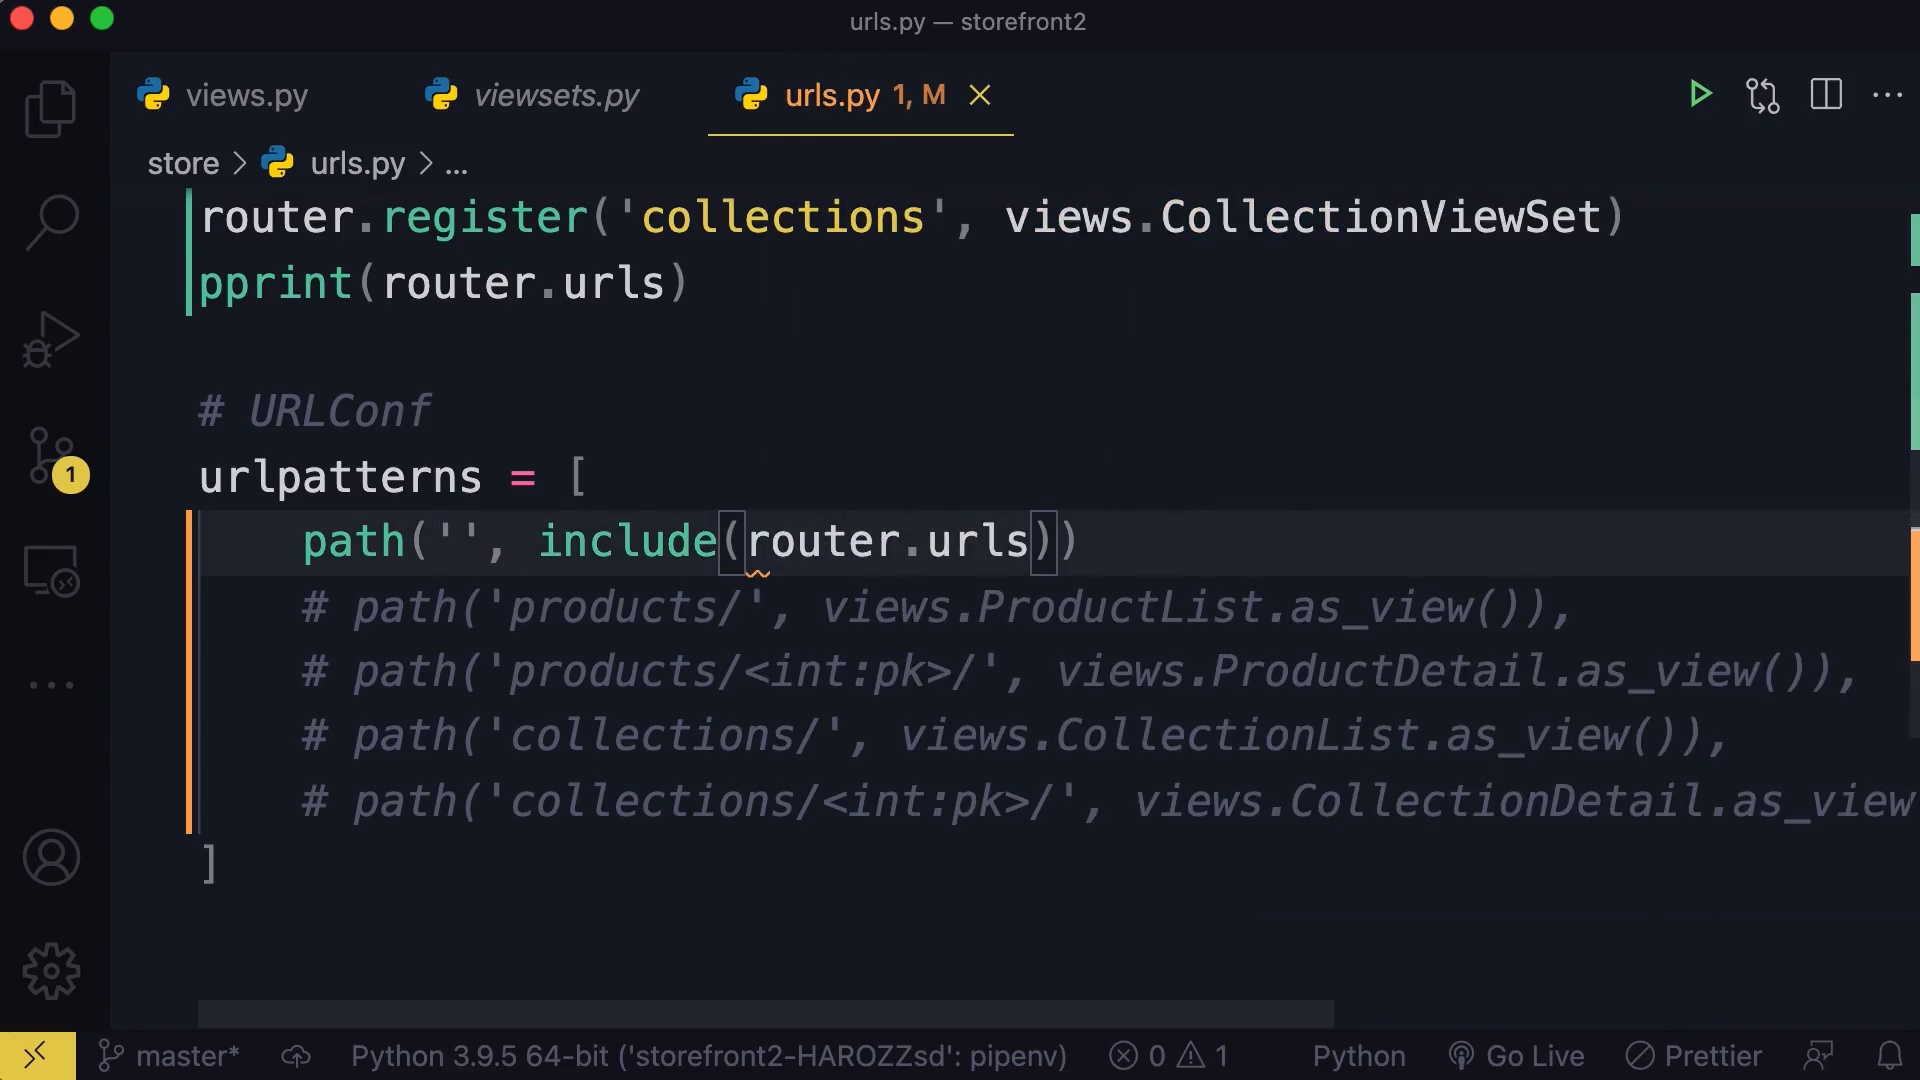 urls.py — storefront2
views.py viewsets.py urls.py 1, M
store > urls.py > ...
router.register('collections', views.CollectionViewSet)
pprint(router.urls)
# URLConf
urlpatterns = [
path('', include(router.urls))
# path('products/', views.ProductList.as_view()),
# path('products/<int:pk>/', views.ProductDetail.as_view()),
# path('collections/', views.CollectionList.as_view()),
# path('collections/<int:pk>/', views.CollectionDetail.as_view
]
1
master* Python 3.9.5 64-bit ('storefront2-HAROZZsd': pipenv) 0 1 Python Go Live Prettier